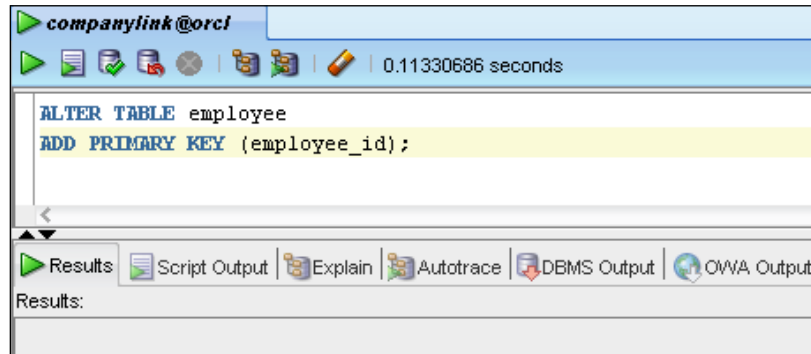 companylink@orcl
0.11330686 seconds
ALTER TABLE employee
ADD PRIMARY KEY (employee_id);
Results Script Output Explain Autotrace DBMS Output OWA Output
Results: